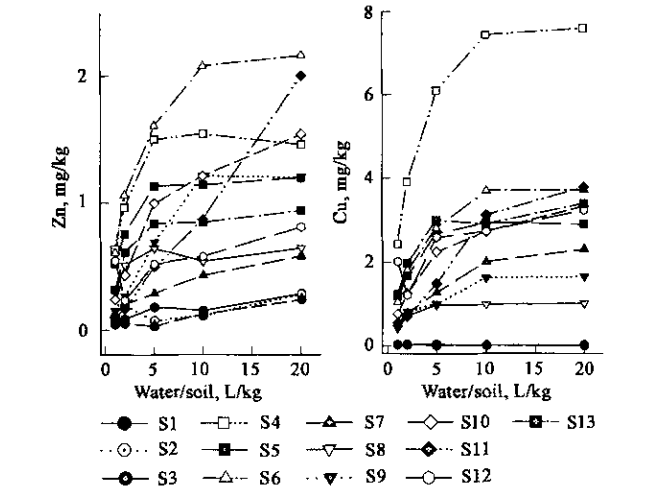 8
2
6
Zn, mg/kg
Cu, mg/kg
4
1
2
0
0
0 5 10 15 20
0 5 10 15 20
Water/soil, L/kg
Water/soil, L/kg
S1 S4 S7 S10 S13
S2 S5 S8 S11
S3 S6 S9 S12